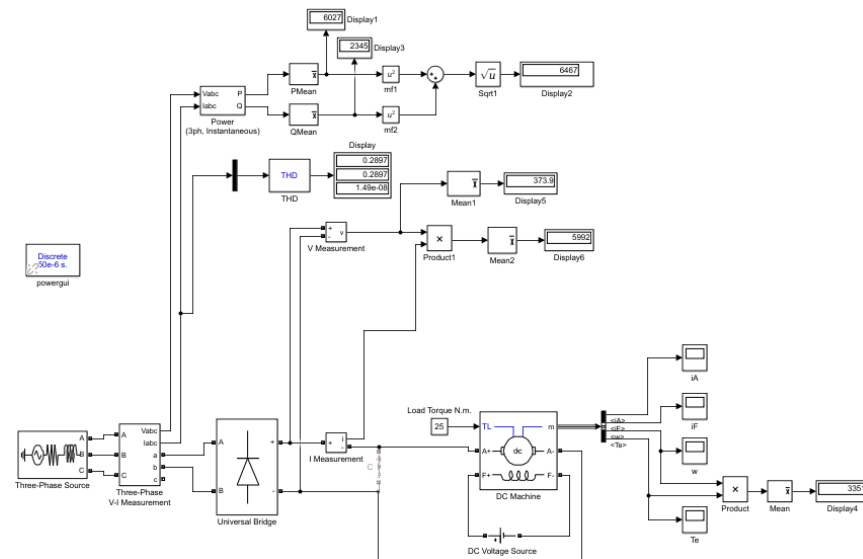 6027
Display1
2345
Display3
Vabc
Iabc
P
Q
Power
(3ph, Instantaneous)
x̄
PMean
x̄
QMean
u²
mf1
u²
mf2
+
+
√u
Sqrt1
6467
Display2
Display
0.2897
0.2897
1.49e-08
THD
THD
x̄
Mean1
373.9
Display5
+
-
v
V Measurement
×
Product1
x̄
Mean2
5992
Display6
Discrete
50e-6 s.
powergui
A
B
C
Three-Phase Source
A
B
C
Vabc
Iabc
a
b
c
Three-Phase
V-I Measurement
A
B
+
-
Universal Bridge
+
-
i
I Measurement
C
Load Torque N.m.
25
TL
m
A+
dc
A-
F+
F-
DC Machine
DC Voltage Source
<iA>
<iF>
<w>
<Te>
iA
iF
w
Te
×
Product
x̄
Mean
3351
Display4